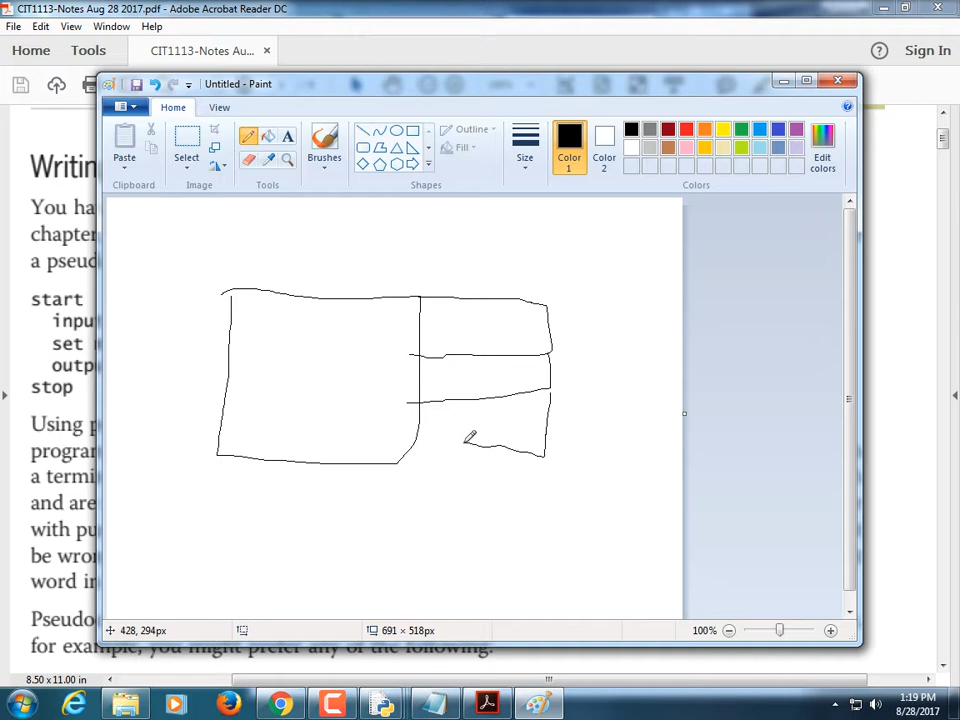 CIT1113-Notes Aug 28 2017.pdf - Adobe Acrobat Reader DC
File Edit View Window Help
Home Tools CIT1113-Notes Au... × Sign In
Untitled - Paint
Home View
Paste Select Brushes Outline Fill Size Color 1 Color 2 Edit colors
Clipboard Image Tools Shapes Colors
Writin
You ha
chapter
a pseud
start
input
set
outpu
stop
Using p
progra
a termi
and are
with pu
be wro
word in
Pseudo
for example, you might prefer any of the following:
428, 294px 691 × 518px 100%
8.50 x 11.00 in
1:19 PM
8/28/2017